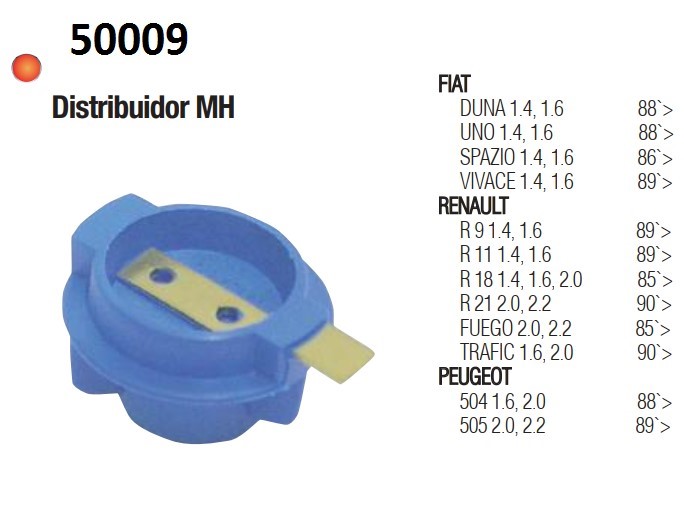 50009
Distribuidor MH
FIAT
DUNA 1.4, 1.6 88`>
UNO 1.4, 1.6 88`>
SPAZIO 1.4, 1.6 86`>
VIVACE 1.4, 1.6 89`>
RENAULT
R 9 1.4, 1.6 89`>
R 11 1.4, 1.6 89`>
R 18 1.4, 1.6, 2.0 85`>
R 21 2.0, 2.2 90`>
FUEGO 2.0, 2.2 85`>
TRAFIC 1.6, 2.0 90`>
PEUGEOT
504 1.6, 2.0 88`>
505 2.0, 2.2 89`>